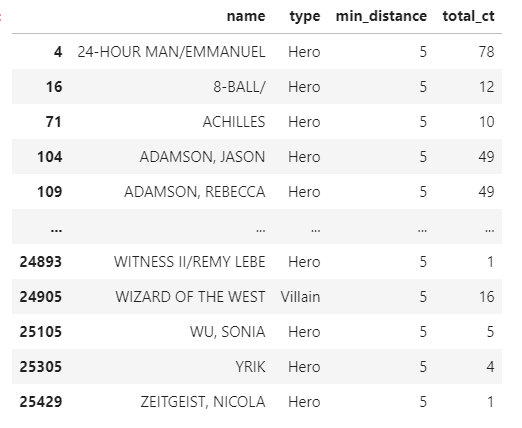 name type min_distance total_ct
4 24-HOUR MAN/EMMANUEL Hero 5 78
16 8-BALL/ Hero 5 12
71 ACHILLES Hero 5 10
104 ADAMSON, JASON Hero 5 49
109 ADAMSON, REBECCA Hero 5 49
... ... ... ... ...
24893 WITNESS II/REMY LEBE Hero 5 1
24905 WIZARD OF THE WEST Villain 5 16
25105 WU, SONIA Hero 5 5
25305 YRIK Hero 5 4
25429 ZEITGEIST, NICOLA Hero 5 1